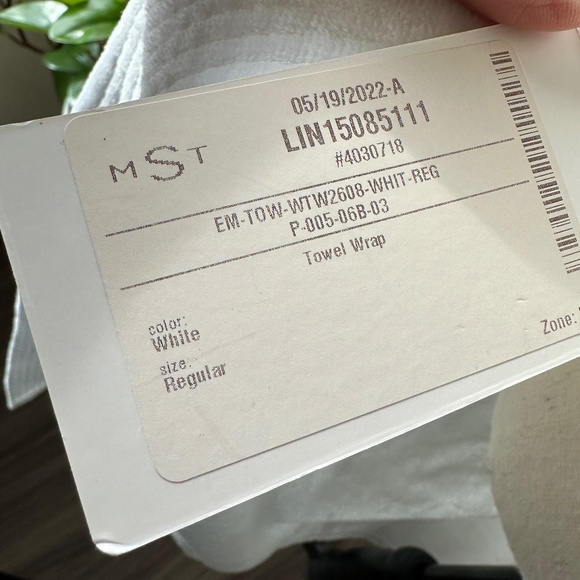 05/19/2022-A
MST
LIN15085111
#4030718
EM-TOW-WTW2608-WHIT-REG
P-005-06B-03
Towel Wrap
color:
White
size:
Regular
Zone: